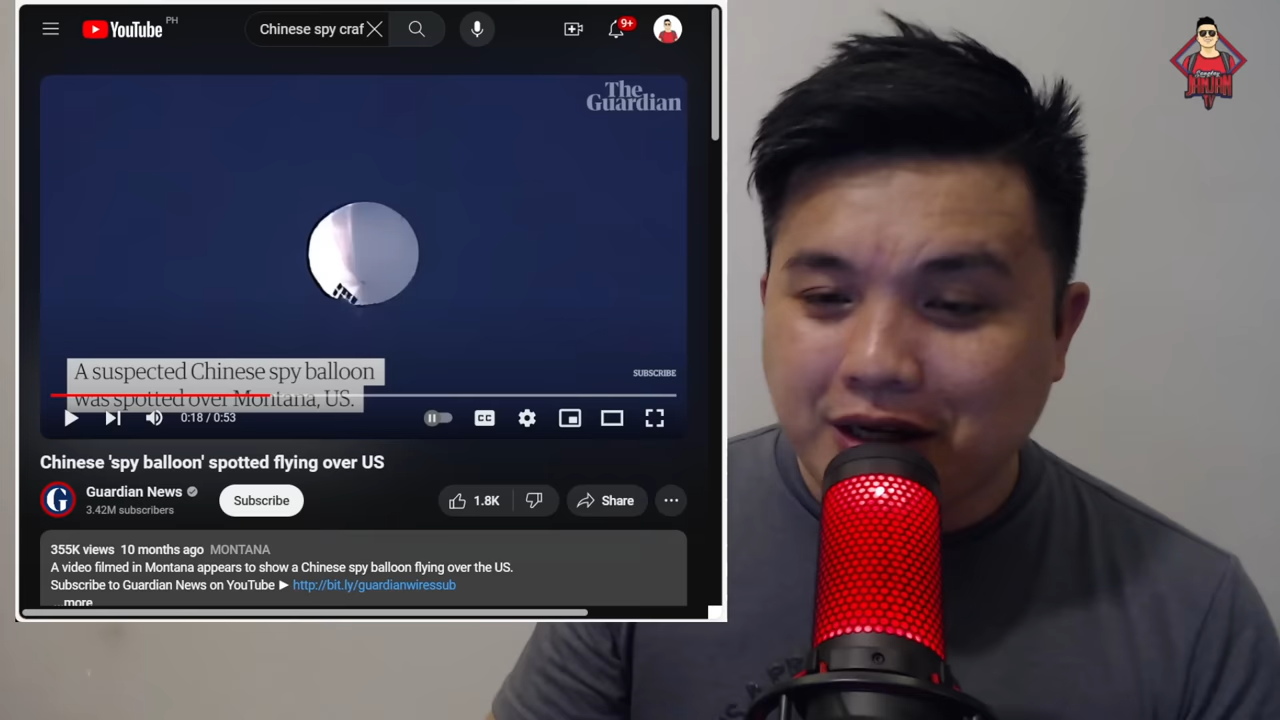 PH
YouTube
Chinese spy craf
9+
The
Guardian
A suspected Chinese spy balloon
was spotted over Montana, US.
SUBSCRIBE
0:18 / 0:53
CC
Chinese 'spy balloon' spotted flying over US
G
Guardian News
3.42M subscribers
Subscribe
1.8K
Share
355K views 10 months ago MONTANA
A video filmed in Montana appears to show a Chinese spy balloon flying over the US.
Subscribe to Guardian News on YouTube ▶ http://bit.ly/guardianwiressub
...more
JAMJAM
TV